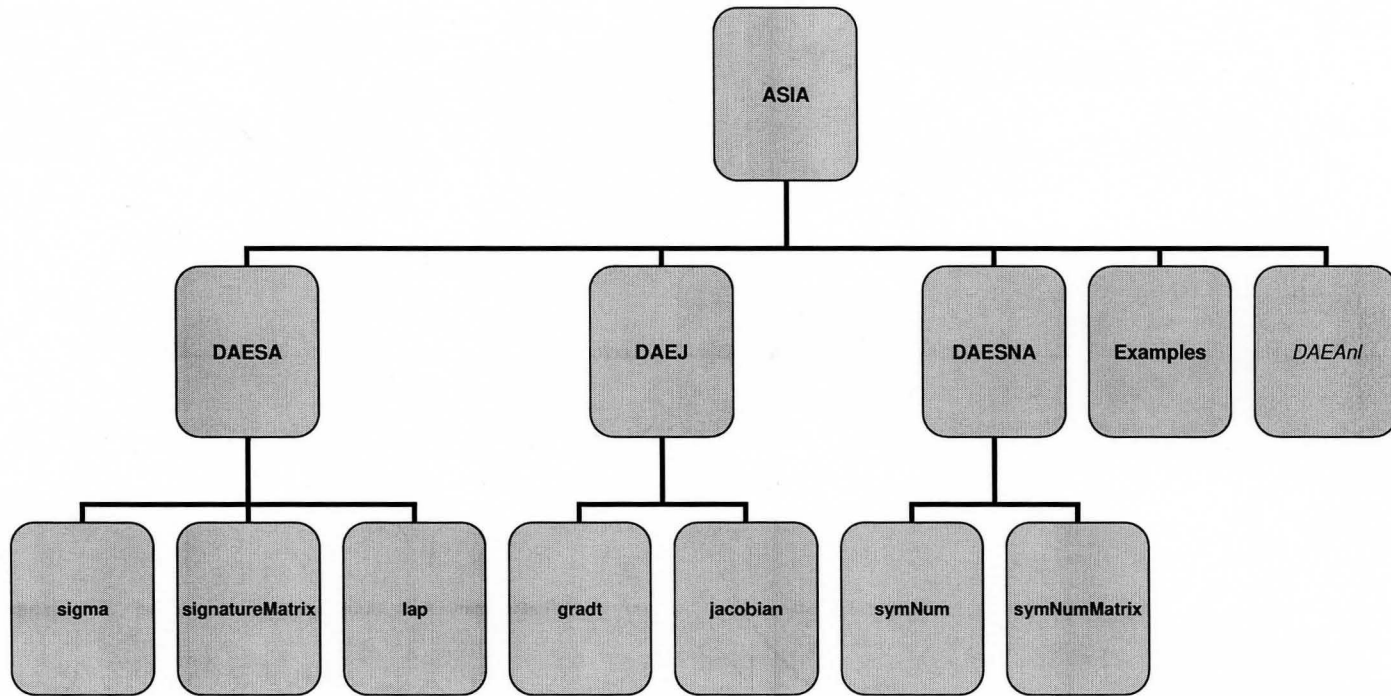 ASIA
DAESA
DAEJ
DAESNA
Examples
DAEAnl
sigma
signatureMatrix
lap
gradt
jacobian
symNum
symNumMatrix